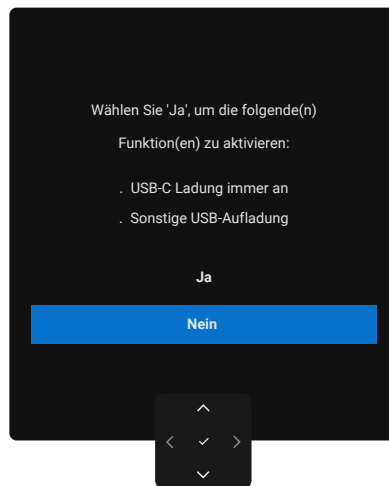 Wählen Sie 'Ja', um die folgende(n)
Funktion(en) zu aktivieren:
. USB-C Ladung immer an
. Sonstige USB-Aufladung
Ja
Nein